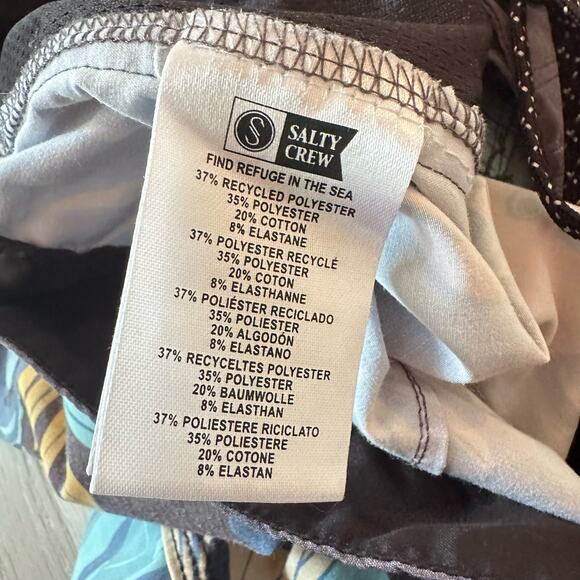 S
SALTY
CREW
FIND REFUGE IN THE SEA
37% RECYCLED POLYESTER
35% POLYESTER
20% COTTON
8% ELASTANE
37% POLYESTER RECYCLÉ
35% POLYESTER
20% COTON
8% ELASTHANNE
37% POLIÉSTER RECICLADO
35% POLIESTER
20% ALGODÓN
8% ELASTANO
37% RECYCELTES POLYESTER
35% POLYESTER
20% BAUMWOLLE
8% ELASTHAN
37% POLIESTERE RICICLATO
35% POLIESTERE
20% COTONE
8% ELASTAN